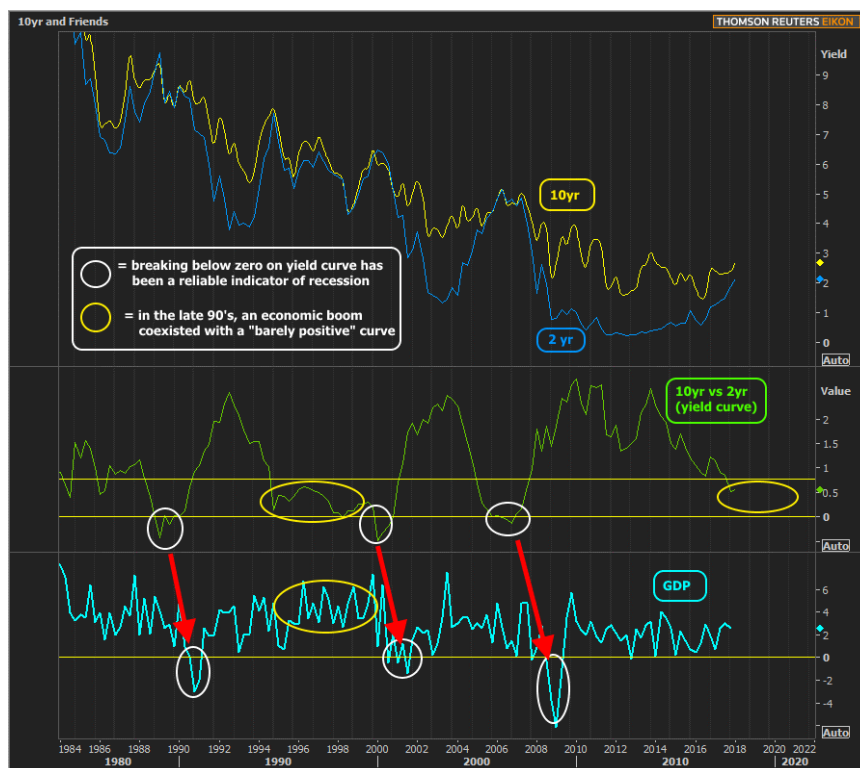 10yr and Friends
THOMSON REUTERS EIKON
Yield
9
8
7
6
5
4
3
2
1
0
Auto
10yr
2 yr
= breaking below zero on yield curve has
been a reliable indicator of recession
= in the late 90's, an economic boom
coexisted with a "barely positive" curve
Value
10yr vs 2yr
(yield curve)
2
1.5
1
0.5
0
Auto
GDP
4
2
0
-2
-4
Auto
1984 1986 1988 1990 1992 1994 1996 1998 2000 2002 2004 2006 2008 2010 2012 2014 2016 2018 2020 2022
1980 1990 2000 2010 2020